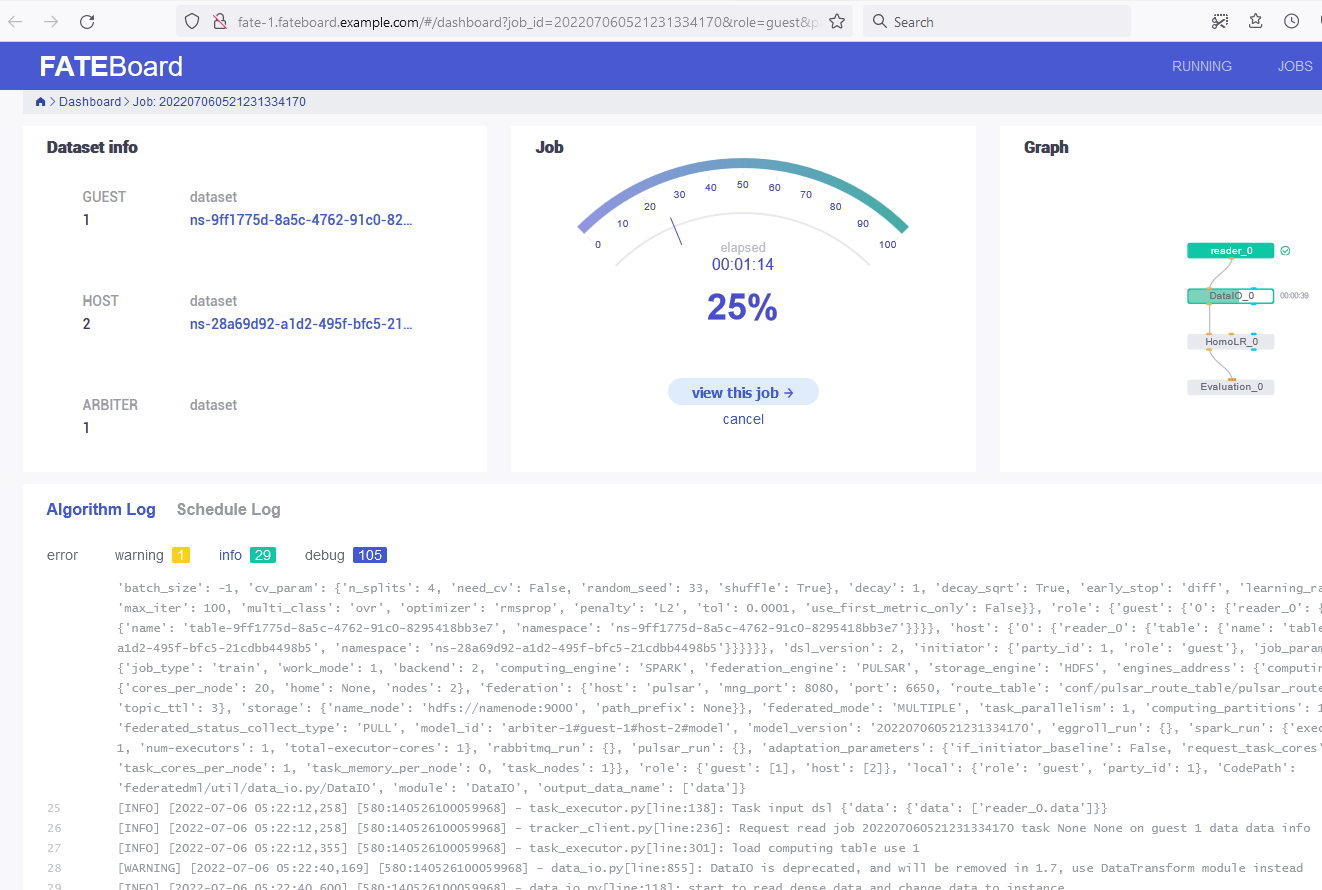 fate-1.fateboard.example.com/#/dashboard?job_id=202207060521231334170&role=guest&p
Search
FATEBoard
RUNNING
JOBS
Dashboard > Job: 202207060521231334170
Dataset info
GUEST
dataset
1
ns-9ff1775d-8a5c-4762-91c0-82...
HOST
dataset
2
ns-28a69d92-a1d2-495f-bfc5-21...
ARBITER
dataset
1
Job
0 10 20 30 40 50 60 70 80 90 100
elapsed
00:01:14
25%
view this job →
cancel
Graph
reader_0
DataIO_0 00:00:39
HomoLR_0
Evaluation_0
Algorithm Log Schedule Log
error warning 1 info 29 debug 105
'batch_size': -1, 'cv_param': {'n_splits': 4, 'need_cv': False, 'random_seed': 33, 'shuffle': True}, 'decay': 1, 'decay_sqrt': True, 'early_stop': 'diff', 'learning_ra
'max_iter': 100, 'multi_class': 'ovr', 'optimizer': 'rmsprop', 'penalty': 'L2', 'tol': 0.0001, 'use_first_metric_only': False}}, 'role': {'guest': {'0': {'reader_0': {
{'name': 'table-9ff1775d-8a5c-4762-91c0-8295418bb3e7', 'namespace': 'ns-9ff1775d-8a5c-4762-91c0-8295418bb3e7'}}}}, 'host': {'0': {'reader_0': {'table': {'name': 'table
a1d2-495f-bfc5-21cdbb4498b5', 'namespace': 'ns-28a69d92-a1d2-495f-bfc5-21cdbb4498b5'}}}}}}, 'dsl_version': 2, 'initiator': {'party_id': 1, 'role': 'guest'}, 'job_param
{'job_type': 'train', 'work_mode': 1, 'backend': 2, 'computing_engine': 'SPARK', 'federation_engine': 'PULSAR', 'storage_engine': 'HDFS', 'engines_address': {'computin
{'cores_per_node': 20, 'home': None, 'nodes': 2}, 'federation': {'host': 'pulsar', 'mng_port': 8080, 'port': 6650, 'route_table': 'conf/pulsar_route_table/pulsar_route
'topic_ttl': 3}, 'storage': {'name_node': 'hdfs://namenode:9000', 'path_prefix': None}}, 'federated_mode': 'MULTIPLE', 'task_parallelism': 1, 'computing_partitions': 1
'federated_status_collect_type': 'PULL', 'model_id': 'arbiter-1#guest-1#host-2#model', 'model_version': '202207060521231334170', 'eggroll_run': {}, 'spark_run': {'exec
1, 'num-executors': 1, 'total-executor-cores': 1}, 'rabbitmq_run': {}, 'pulsar_run': {}, 'adaptation_parameters': {'if_initiator_baseline': False, 'request_task_cores'
'task_cores_per_node': 1, 'task_memory_per_node': 0, 'task_nodes': 1}}, 'role': {'guest': [1], 'host': [2]}, 'local': {'role': 'guest', 'party_id': 1}, 'CodePath':
'federatedml/util/data_io.py/DataIO', 'module': 'DataIO', 'output_data_name': ['data']}
25 [INFO] [2022-07-06 05:22:12,258] [580:140526100059968] - task_executor.py[line:138]: Task input dsl {'data': {'data': ['reader_0.data']}}
26 [INFO] [2022-07-06 05:22:12,258] [580:140526100059968] - tracker_client.py[line:236]: Request read job 202207060521231334170 task None None on guest 1 data data info
27 [INFO] [2022-07-06 05:22:12,355] [580:140526100059968] - task_executor.py[line:301]: load computing table use 1
28 [WARNING] [2022-07-06 05:22:40,169] [580:140526100059968] - data_io.py[line:855]: DataIO is deprecated, and will be removed in 1.7, use DataTransform module instead
29 [INFO] [2022-07-06 05:22:40,600] [580:140526100059968] - data_io.py[line:118]: start to read dense data and change data to instance